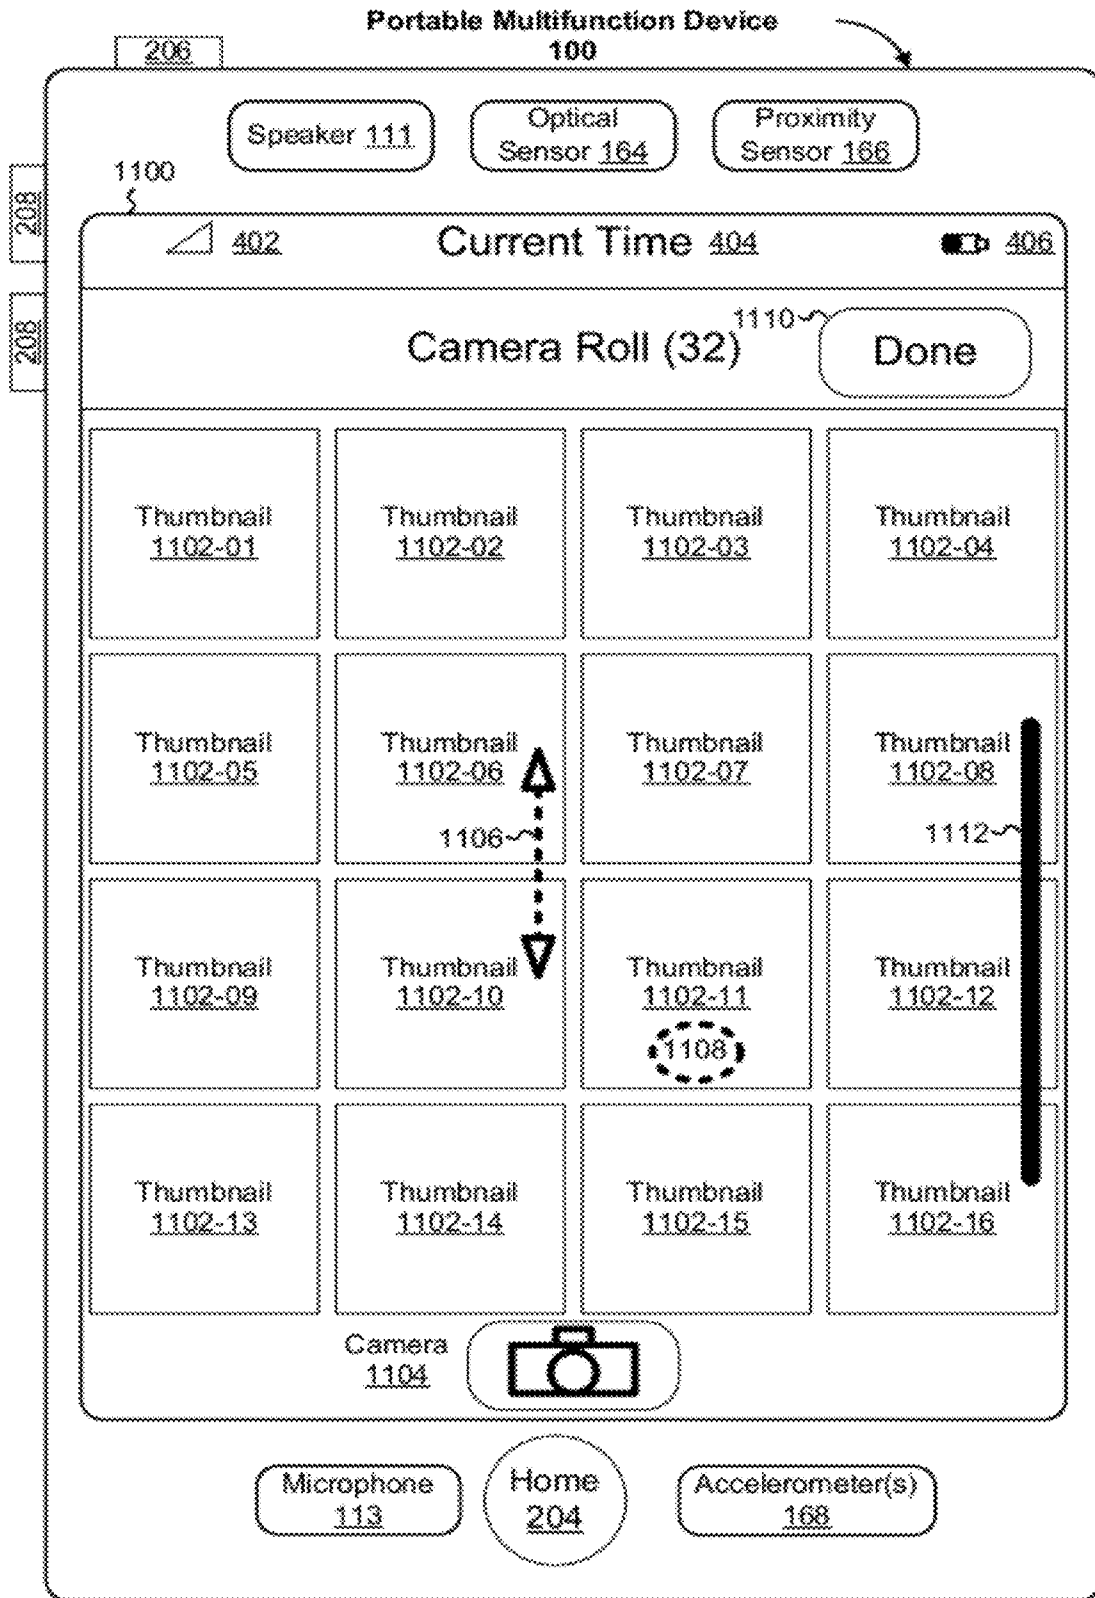 Portable Multifunction Device
100
206
Speaker 111
Optical
Sensor 164
Proximity
Sensor 166
1100
208
402
Current Time 404
406
208
Camera Roll (32)
1110
Done
Thumbnail
1102-01
Thumbnail
1102-02
Thumbnail
1102-03
Thumbnail
1102-04
Thumbnail
1102-05
Thumbnail
1102-06
Thumbnail
1102-07
Thumbnail
1102-08
1106
1112
Thumbnail
1102-09
Thumbnail
1102-10
Thumbnail
1102-11
1108
Thumbnail
1102-12
Thumbnail
1102-13
Thumbnail
1102-14
Thumbnail
1102-15
Thumbnail
1102-16
Camera
1104
Microphone
113
Home
204
Accelerometer(s)
168